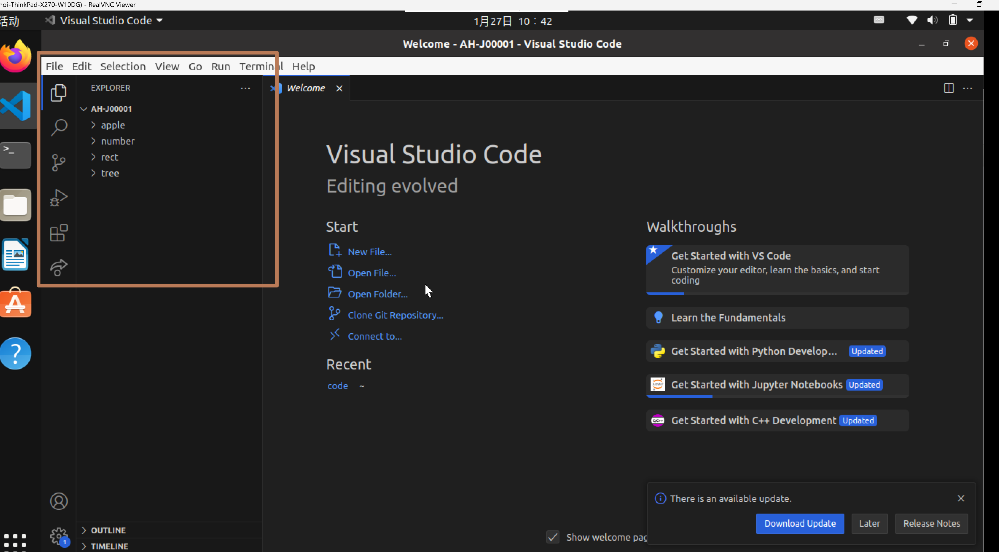 noi-ThinkPad-X270-W10DG) - RealVNC Viewer
活动 Visual Studio Code 1月27日 10：42
Welcome - AH-J00001 - Visual Studio Code
File Edit Selection View Go Run Terminal Help
EXPLORER
Welcome
AH-J00001
apple
number
rect
tree
Visual Studio Code
Editing evolved
Start
New File...
Open File...
Open Folder...
Clone Git Repository...
Connect to...
Recent
code ~
Walkthroughs
Get Started with VS Code
Customize your editor, learn the basics, and start
coding
Learn the Fundamentals
Get Started with Python Develop... Updated
Get Started with Jupyter Notebooks Updated
C/C++ Get Started with C++ Development Updated
There is an available update.
Download Update Later Release Notes
Show welcome pag
OUTLINE
1
TIMELINE